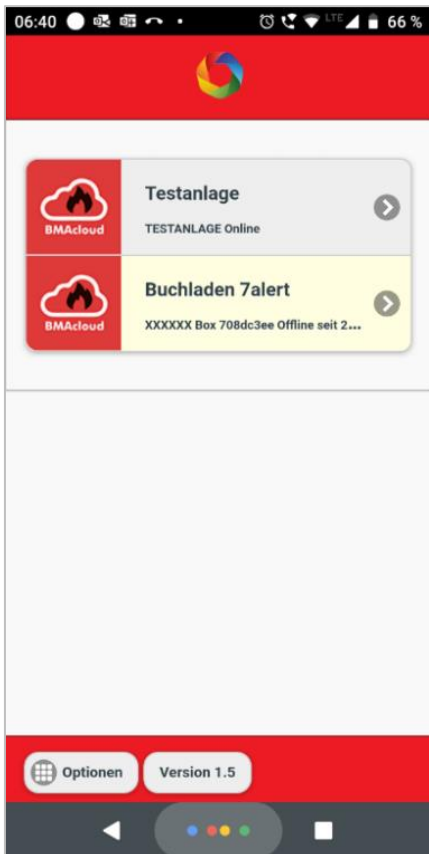 06:40 LTE 66 %
BMAcloud
Testanlage
TESTANLAGE Online
BMAcloud
Buchladen 7alert
XXXXXX Box 708dc3ee Offline seit 2...
Optionen
Version 1.5